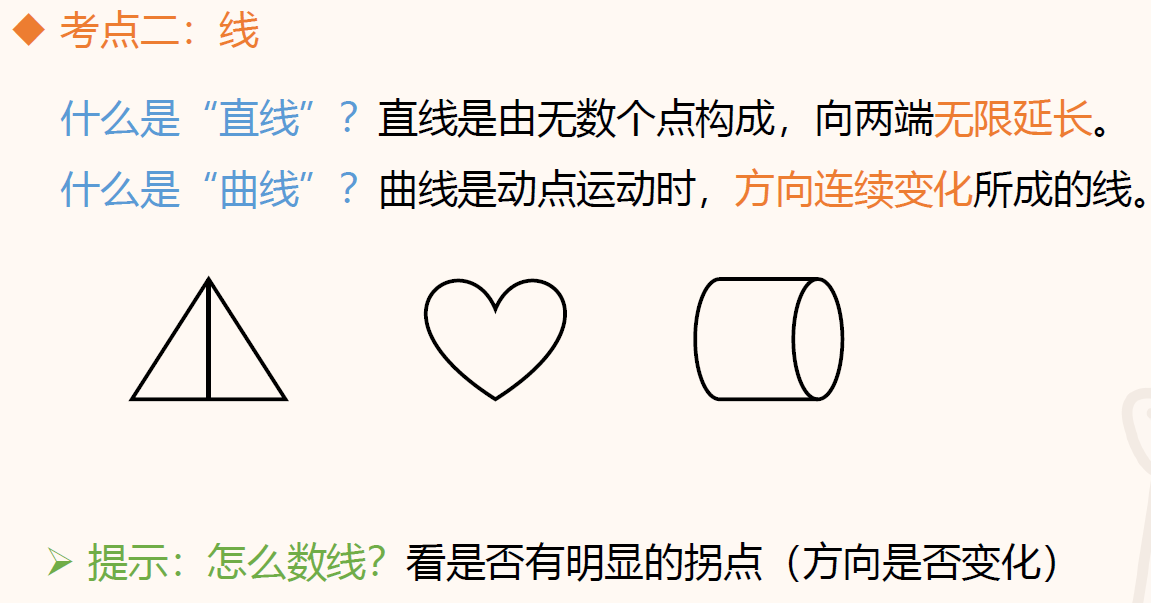 考点二：线
什么是“直线”？直线是由无数个点构成，向两端无限延长。
什么是“曲线”？曲线是动点运动时，方向连续变化所成的线。
提示：怎么数线？看是否有明显的拐点（方向是否变化）